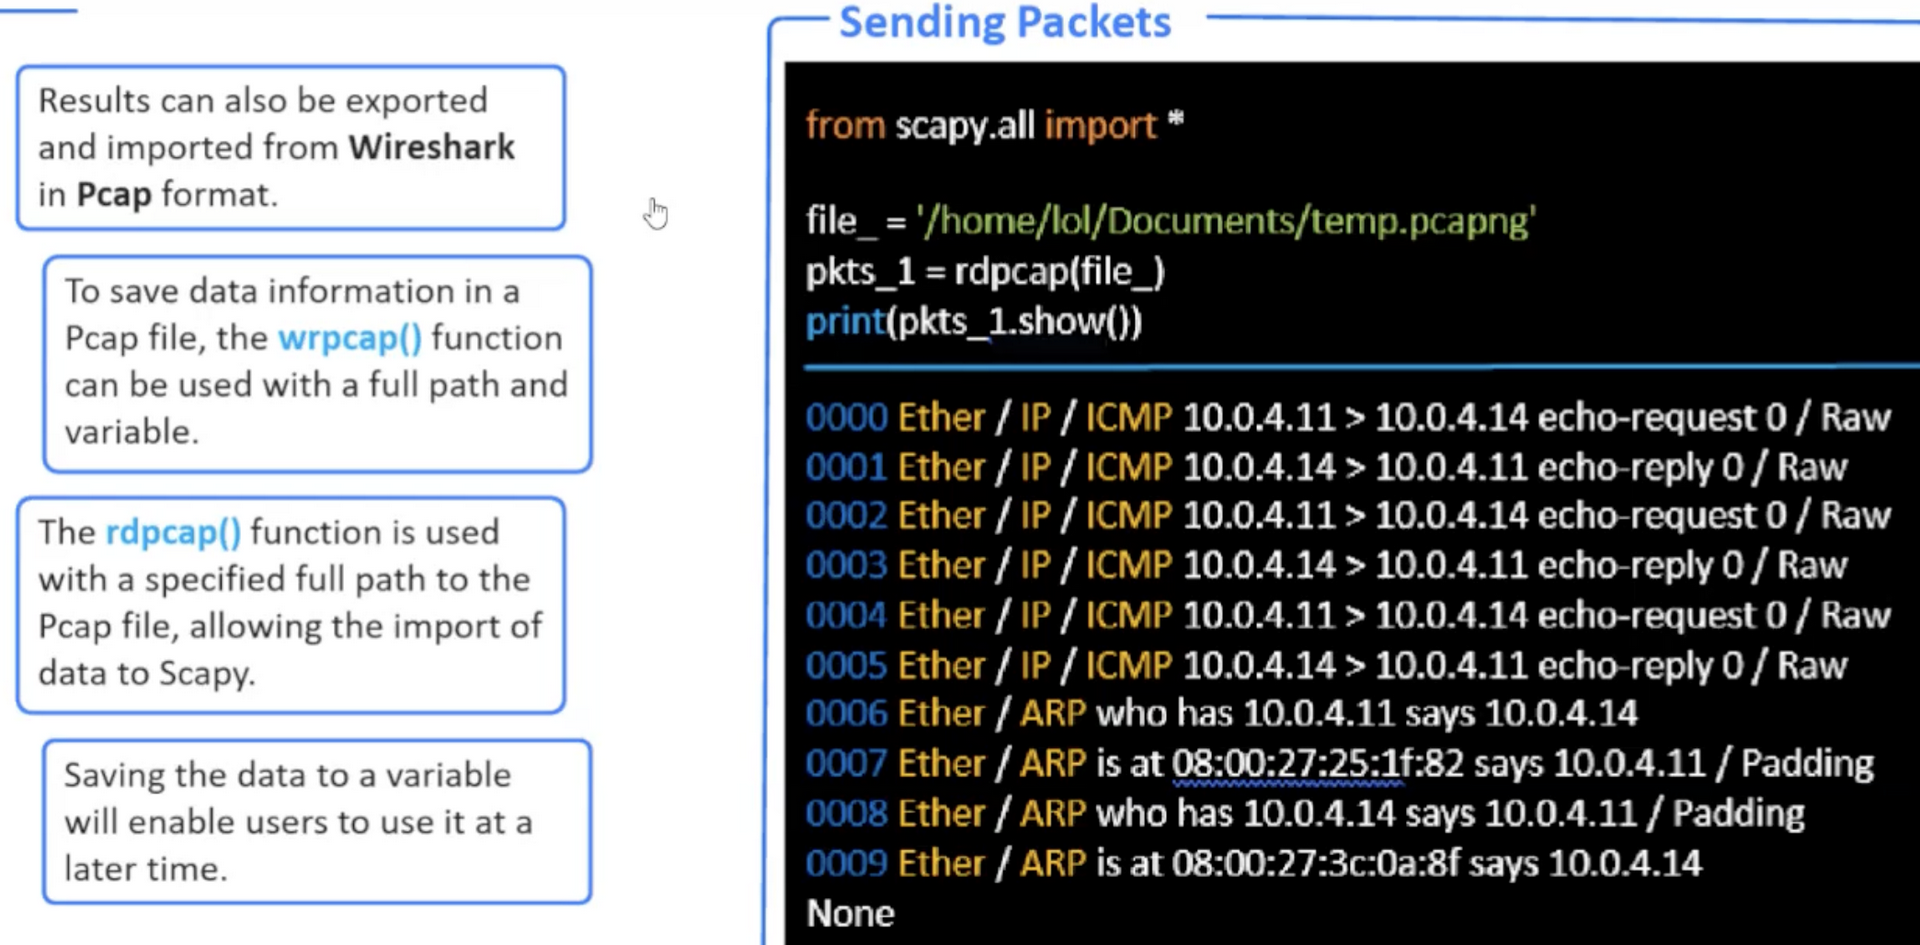 Sending Packets
Results can also be exported
and imported from Wireshark
in Pcap format.
To save data information in a
Pcap file, the wrpcap() function
can be used with a full path and
variable.
The rdpcap() function is used
with a specified full path to the
Pcap file, allowing the import of
data to Scapy.
Saving the data to a variable
will enable users to use it at a
later time.
from scapy.all import *
file_ = '/home/lol/Documents/temp.pcapng'
pkts_1 = rdpcap(file_)
print(pkts_1.show())
0000 Ether / IP / ICMP 10.0.4.11 > 10.0.4.14 echo-request 0 / Raw
0001 Ether / IP / ICMP 10.0.4.14 > 10.0.4.11 echo-reply 0 / Raw
0002 Ether / IP / ICMP 10.0.4.11 > 10.0.4.14 echo-request 0 / Raw
0003 Ether / IP / ICMP 10.0.4.14 > 10.0.4.11 echo-reply 0 / Raw
0004 Ether / IP / ICMP 10.0.4.11 > 10.0.4.14 echo-request 0 / Raw
0005 Ether / IP / ICMP 10.0.4.14 > 10.0.4.11 echo-reply 0 / Raw
0006 Ether / ARP who has 10.0.4.11 says 10.0.4.14
0007 Ether / ARP is at 08:00:27:25:1f:82 says 10.0.4.11 / Padding
0008 Ether / ARP who has 10.0.4.14 says 10.0.4.11 / Padding
0009 Ether / ARP is at 08:00:27:3c:0a:8f says 10.0.4.14
None